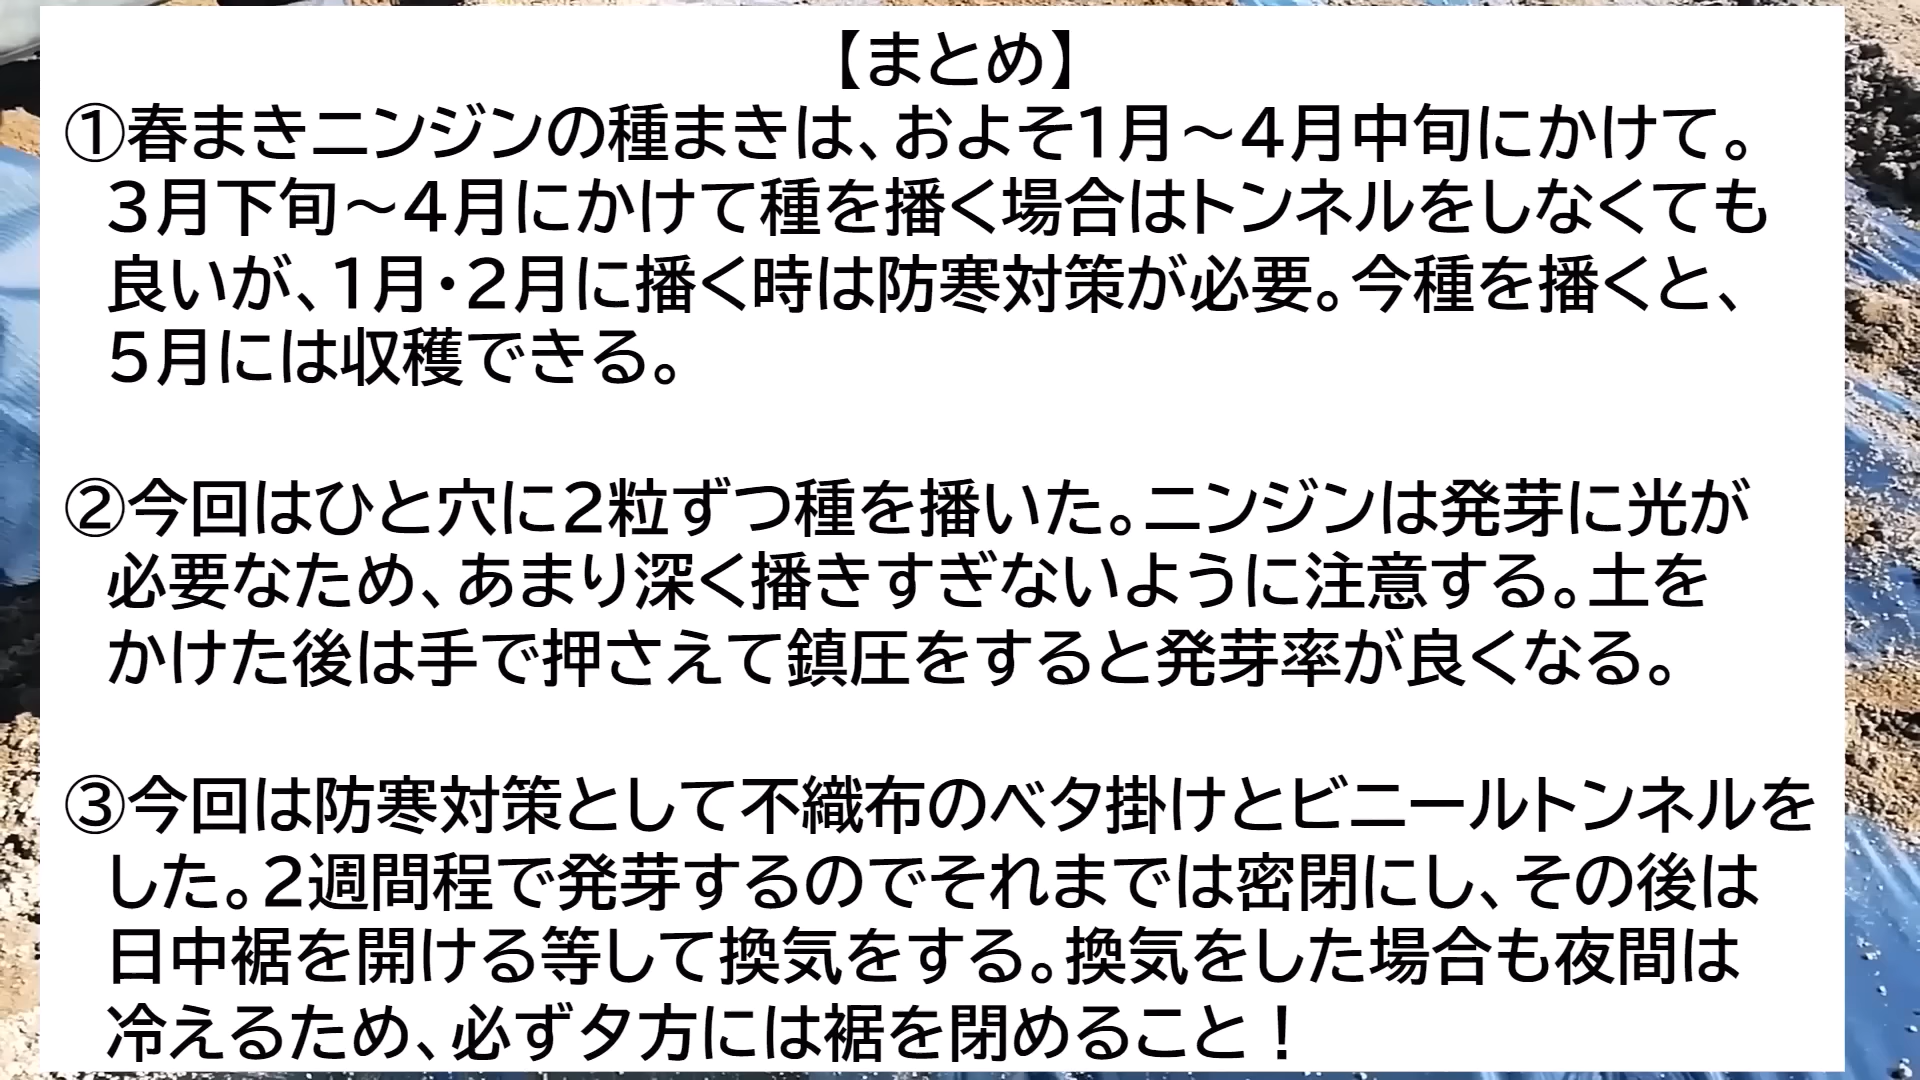 【まとめ】
①春まきニンジンの種まきは、およそ1月～4月中旬にかけて。
3月下旬～4月にかけて種を播く場合はトンネルをしなくても
良いが、1月・2月に播く時は防寒対策が必要。今種を播くと、
5月には収穫できる。
②今回はひと穴に2粒ずつ種を播いた。ニンジンは発芽に光が
必要なため、あまり深く播きすぎないように注意する。土を
かけた後は手で押さえて鎮圧をすると発芽率が良くなる。
③今回は防寒対策として不織布のベタ掛けとビニールトンネルを
した。2週間程で発芽するのでそれまでは密閉にし、その後は
日中裾を開ける等して換気をする。換気をした場合も夜間は
冷えるため、必ず夕方には裾を閉めること！